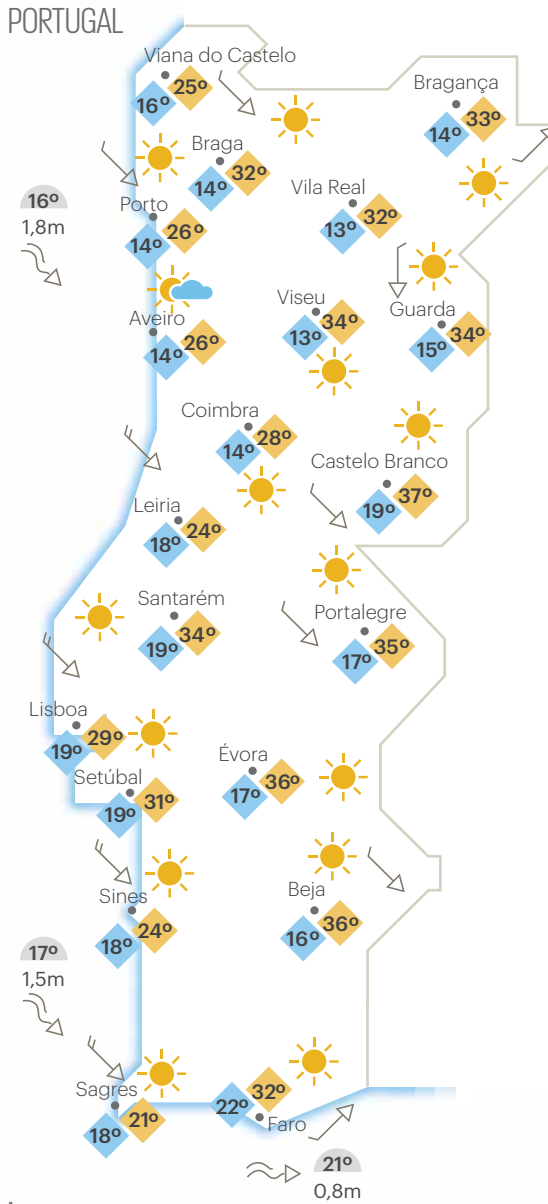 PORTUGAL
Viana do Castelo
16º 25º
Bragança
14º 33º
Braga
14º 32º
Vila Real
13º 32º
16º
1,8m
Porto
14º 26º
Aveiro
14º 26º
Viseu
13º 34º
Guarda
15º 34º
Coimbra
14º 28º
Castelo Branco
19º 37º
Leiria
18º 24º
Santarém
19º 34º
Portalegre
17º 35º
Lisboa
19º 29º
Setúbal
19º 31º
Évora
17º 36º
Sines
18º 24º
Beja
16º 36º
17º
1,5m
Sagres
18º 21º
22º 32º
Faro
21º
0,8m